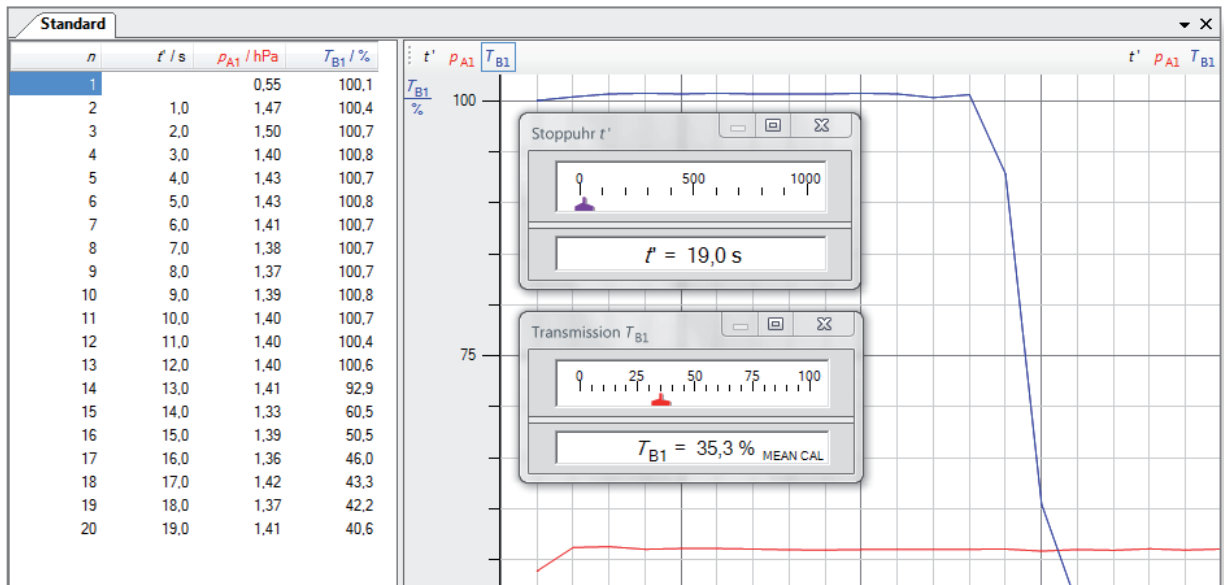 Standard
n t' / s pA1 / hPa TB1 / %
1 0,55 100,1
2 1,0 1,47 100,4
3 2,0 1,50 100,7
4 3,0 1,40 100,8
5 4,0 1,43 100,7
6 5,0 1,43 100,8
7 6,0 1,41 100,7
8 7,0 1,38 100,7
9 8,0 1,37 100,7
10 9,0 1,39 100,8
11 10,0 1,40 100,7
12 11,0 1,40 100,4
13 12,0 1,40 100,6
14 13,0 1,41 92,9
15 14,0 1,33 60,5
16 15,0 1,39 50,5
17 16,0 1,36 46,0
18 17,0 1,42 43,3
19 18,0 1,37 42,2
20 19,0 1,41 40,6
t' pA1 TB1
t' pA1 TB1
TB1
%
100
75
Stoppuhr t'
0 500 1000
t' = 19,0 s
Transmission TB1
0 25 50 75 100
TB1 = 35,3 % MEAN CAL